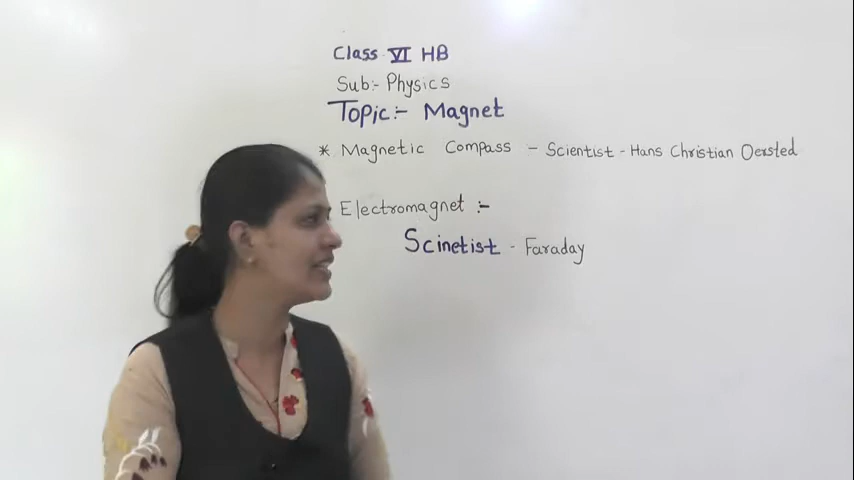 Class VI HB
Sub:- Physics
Topic:- Magnet
* Magnetic Compass - Scientist - Hans Christian Oersted
Electromagnet :-
Scinetist - Faraday